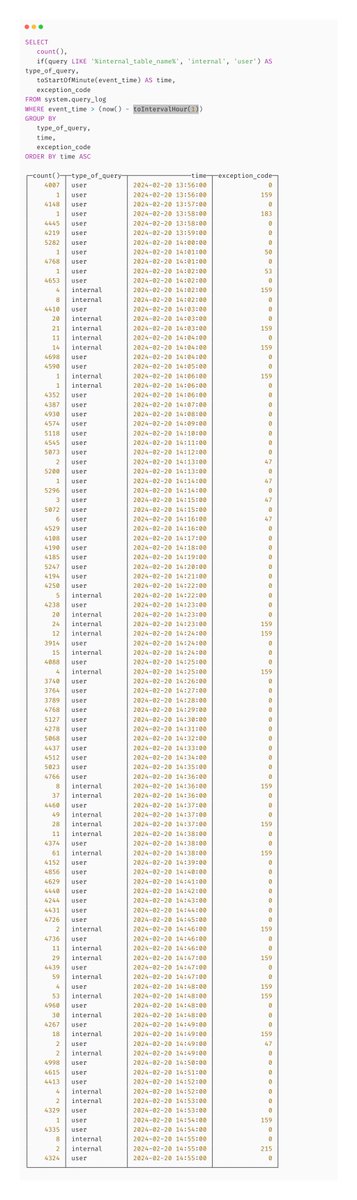 SELECT
count(),
if(query LIKE '%internal_table_name%', 'internal', 'user') AS
type_of_query,
toStartOfMinute(event_time) AS time,
exception_code
FROM system.query_log
WHERE event_time > (now() - toIntervalHour(1))
GROUP BY
type_of_query,
time,
exception_code
ORDER BY time ASC
count() type_of_query time exception_code
4007 user 2024-02-20 13:56:00 0
1 user 2024-02-20 13:56:00 159
4148 user 2024-02-20 13:57:00 0
1 user 2024-02-20 13:58:00 183
4445 user 2024-02-20 13:58:00 0
4219 user 2024-02-20 13:59:00 0
5282 user 2024-02-20 14:00:00 0
1 user 2024-02-20 14:01:00 50
4768 user 2024-02-20 14:01:00 0
1 user 2024-02-20 14:02:00 53
4653 user 2024-02-20 14:02:00 0
4 internal 2024-02-20 14:02:00 159
8 internal 2024-02-20 14:02:00 0
4410 user 2024-02-20 14:03:00 0
20 internal 2024-02-20 14:03:00 0
21 internal 2024-02-20 14:03:00 159
11 internal 2024-02-20 14:04:00 0
14 internal 2024-02-20 14:04:00 159
4698 user 2024-02-20 14:04:00 0
4590 user 2024-02-20 14:05:00 0
1 internal 2024-02-20 14:06:00 159
1 internal 2024-02-20 14:06:00 0
4352 user 2024-02-20 14:06:00 0
4387 user 2024-02-20 14:07:00 0
4930 user 2024-02-20 14:08:00 0
4574 user 2024-02-20 14:09:00 0
5118 user 2024-02-20 14:10:00 0
4545 user 2024-02-20 14:11:00 0
5073 user 2024-02-20 14:12:00 0
2 user 2024-02-20 14:13:00 47
5200 user 2024-02-20 14:13:00 0
1 user 2024-02-20 14:14:00 47
5296 user 2024-02-20 14:14:00 0
3 user 2024-02-20 14:15:00 47
5072 user 2024-02-20 14:15:00 0
6 user 2024-02-20 14:16:00 47
4529 user 2024-02-20 14:16:00 0
4108 user 2024-02-20 14:17:00 0
4190 user 2024-02-20 14:18:00 0
4185 user 2024-02-20 14:19:00 0
5247 user 2024-02-20 14:20:00 0
4194 user 2024-02-20 14:21:00 0
4250 user 2024-02-20 14:22:00 0
5 internal 2024-02-20 14:22:00 0
4238 user 2024-02-20 14:23:00 0
20 internal 2024-02-20 14:23:00 0
24 internal 2024-02-20 14:23:00 159
12 internal 2024-02-20 14:24:00 159
3914 user 2024-02-20 14:24:00 0
15 internal 2024-02-20 14:24:00 0
4088 user 2024-02-20 14:25:00 0
4 internal 2024-02-20 14:25:00 159
3740 user 2024-02-20 14:26:00 0
3764 user 2024-02-20 14:27:00 0
3789 user 2024-02-20 14:28:00 0
4768 user 2024-02-20 14:29:00 0
5127 user 2024-02-20 14:30:00 0
4278 user 2024-02-20 14:31:00 0
5068 user 2024-02-20 14:32:00 0
4437 user 2024-02-20 14:33:00 0
4512 user 2024-02-20 14:34:00 0
5023 user 2024-02-20 14:35:00 0
4766 user 2024-02-20 14:36:00 0
8 internal 2024-02-20 14:36:00 159
37 internal 2024-02-20 14:36:00 0
4460 user 2024-02-20 14:37:00 0
49 internal 2024-02-20 14:37:00 0
28 internal 2024-02-20 14:37:00 159
11 internal 2024-02-20 14:38:00 0
4374 user 2024-02-20 14:38:00 0
61 internal 2024-02-20 14:38:00 159
4152 user 2024-02-20 14:39:00 0
4856 user 2024-02-20 14:40:00 0
4629 user 2024-02-20 14:41:00 0
4440 user 2024-02-20 14:42:00 0
4244 user 2024-02-20 14:43:00 0
4431 user 2024-02-20 14:44:00 0
4726 user 2024-02-20 14:45:00 0
2 internal 2024-02-20 14:46:00 159
4736 user 2024-02-20 14:46:00 0
11 internal 2024-02-20 14:46:00 0
29 internal 2024-02-20 14:47:00 159
4439 user 2024-02-20 14:47:00 0
59 internal 2024-02-20 14:47:00 0
4 user 2024-02-20 14:48:00 159
53 internal 2024-02-20 14:48:00 159
4960 user 2024-02-20 14:48:00 0
30 internal 2024-02-20 14:48:00 0
4267 user 2024-02-20 14:49:00 0
18 internal 2024-02-20 14:49:00 159
2 user 2024-02-20 14:49:00 47
2 internal 2024-02-20 14:49:00 0
4998 user 2024-02-20 14:50:00 0
4615 user 2024-02-20 14:51:00 0
4413 user 2024-02-20 14:52:00 0
4 internal 2024-02-20 14:52:00 0
2 internal 2024-02-20 14:53:00 0
4329 user 2024-02-20 14:53:00 0
1 user 2024-02-20 14:54:00 159
4335 user 2024-02-20 14:54:00 0
8 internal 2024-02-20 14:55:00 0
2 internal 2024-02-20 14:55:00 215
4324 user 2024-02-20 14:55:00 0